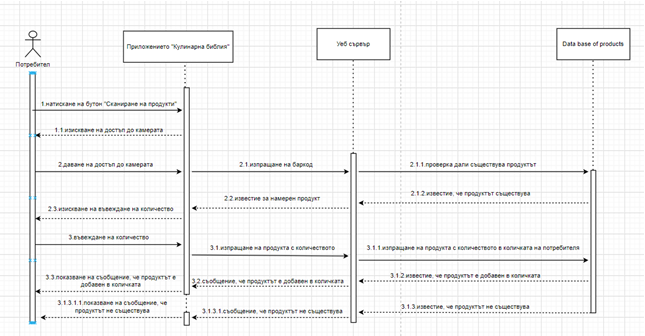 Потребител
Приложението "Кулинарна библия"
Уеб сървър
Data base of products
1.натискане на бутон "Сканиране на продукти"
1.1.изискване на достъп до камерата
2.даване на достъп до камерата
2.1.изпращане на баркод
2.1.1.проверка дали съществува продуктът
2.1.2.известие, че продуктът съществува
2.2.известие за намерен продукт
2.3.изискване на въвеждане на количество
3.въвеждане на количество
3.1.изпращане на продукта с количеството
3.1.1.изпращане на продукта с количеството в количката на потребителя
3.1.2.известие, че продуктът е добавен в количката
3.2.съобщение, че продуктът е добавен в количката
3.3.показване на съобщение, че продуктът е
добавен в количката
3.1.3.известие, че продуктът не съществува
3.1.3.1.съобщение, че продуктът не съществува
3.1.3.1.1.показване на съобщение, че
продуктът не съществува